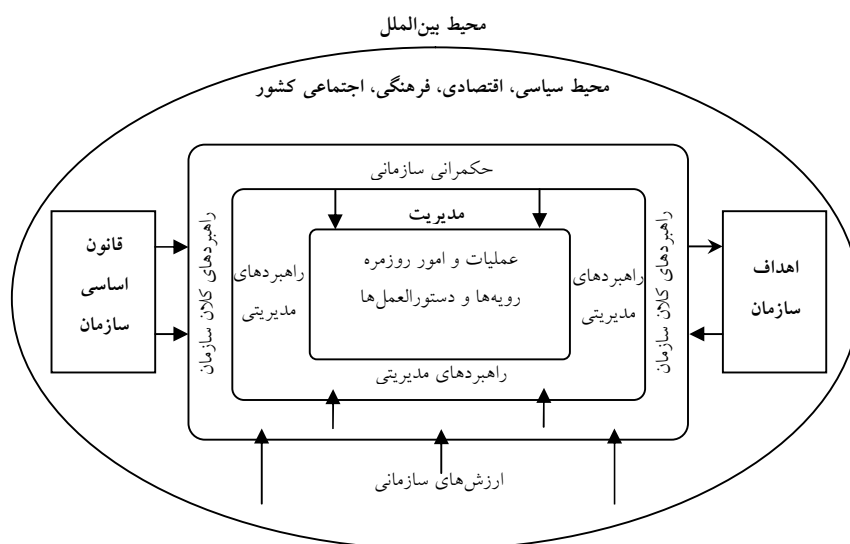 محیط بین‌الملل
محیط سیاسی، اقتصادی، فرهنگی، اجتماعی کشور
حکمرانی سازمانی
راهبردهای کلان سازمان
قانون
اساسی
سازمان
راهبردهای
مدیریتی
مدیریت
عملیات و امور روزمره
رویه‌ها و دستورالعمل‌ها
راهبردهای
مدیریتی
راهبردهای کلان سازمان
اهداف
سازمان
راهبردهای مدیریتی
ارزش‌های سازمانی